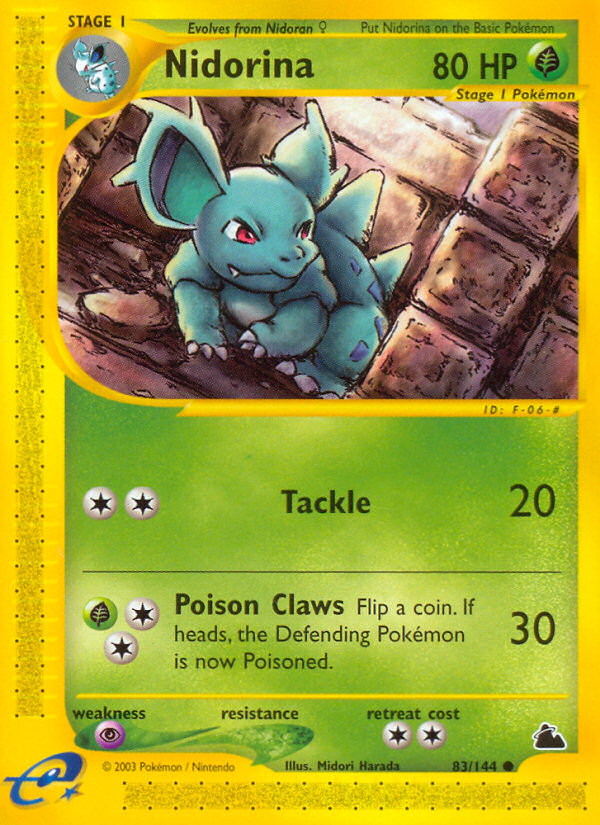 STAGE 1
Evolves from Nidoran ♀
Put Nidorina on the Basic Pokémon
Nidorina
80 HP
Stage 1 Pokémon
ID: F-06-#
Tackle
20
Poison Claws Flip a coin. If
heads, the Defending Pokémon
is now Poisoned.
30
weakness
resistance
retreat cost
© 2003 Pokémon / Nintendo
Illus. Midori Harada
83/144
e